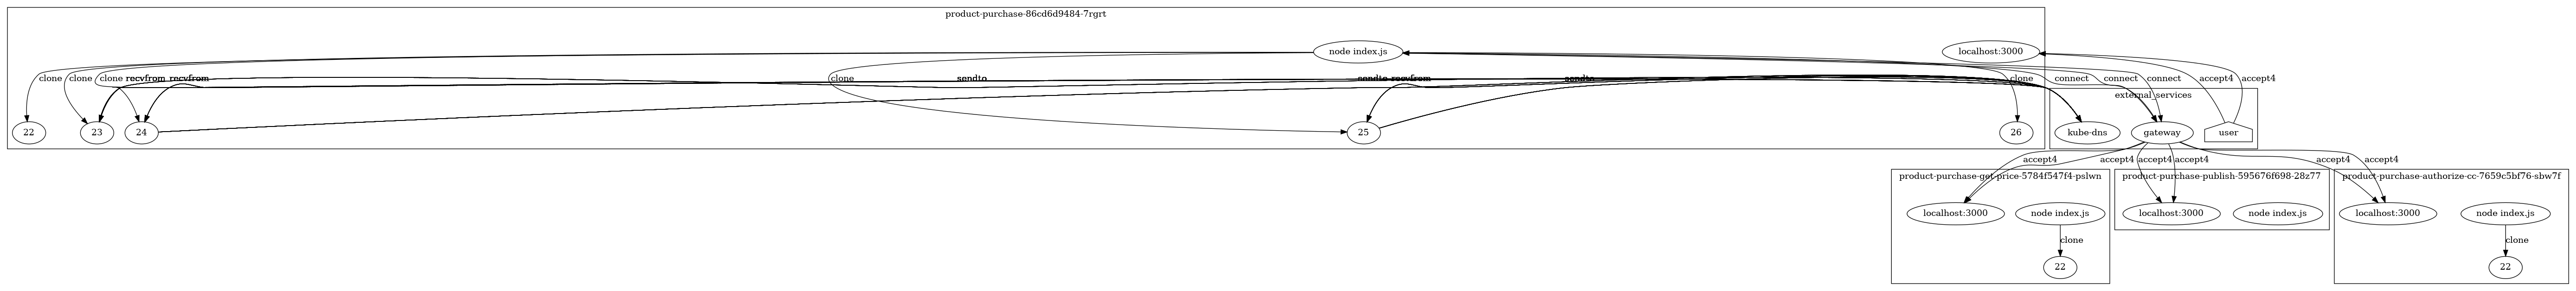 product-purchase-86cd6d9484-7rgrt
node index.js
localhost:3000
clone
clone
clone
recvfrom
recvfrom
sendto
clone
sendto
recvfrom
sendto
clone
connect
connect
connect
accept4
accept4
external_services
22
23
24
25
26
kube-dns
gateway
user
accept4
accept4
accept4
accept4
accept4
accept4
product-purchase-get-price-5784f547f4-pslwn
product-purchase-publish-595676f698-28z77
product-purchase-authorize-cc-7659c5bf76-sbw7f
localhost:3000
node index.js
localhost:3000
node index.js
localhost:3000
node index.js
clone
clone
22
22